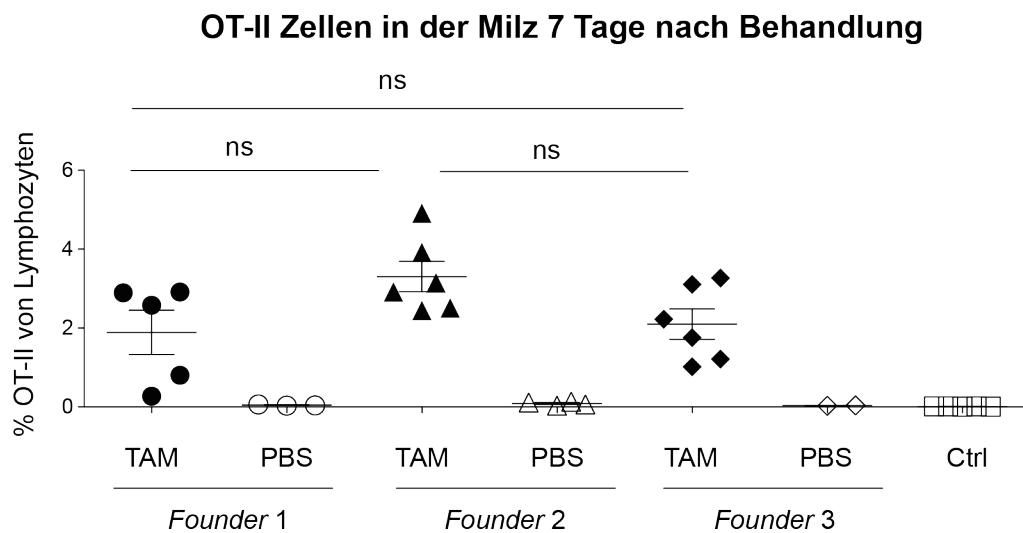 OT-II Zellen in der Milz 7 Tage nach Behandlung
ns
ns
ns
% OT-II von Lymphozyten
6
4
2
0
TAM PBS TAM PBS TAM PBS Ctrl
Founder 1 Founder 2 Founder 3